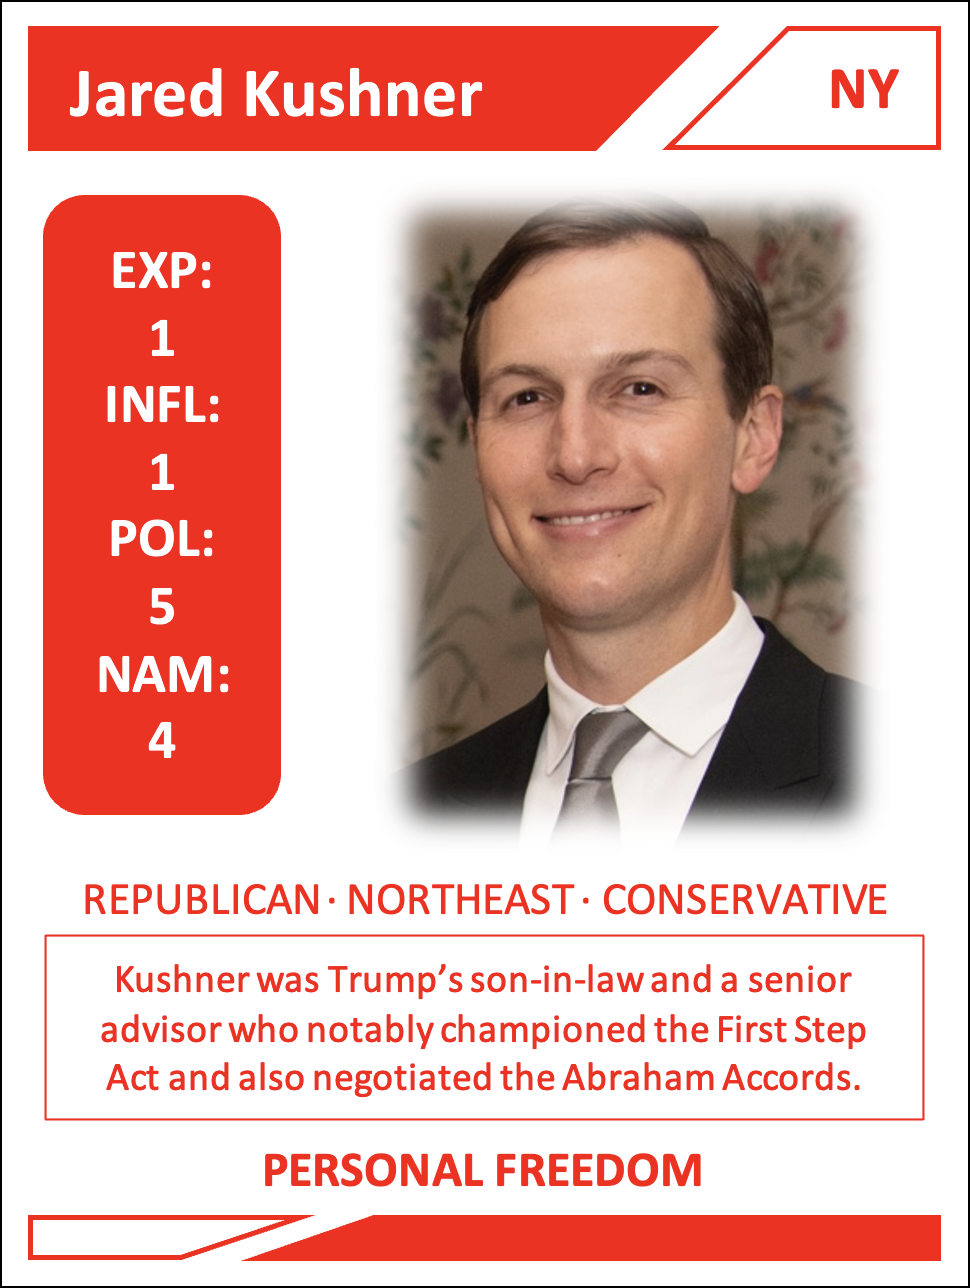 Jared Kushner
NY
EXP:
1
INFL:
1
POL:
5
NAM:
4
REPUBLICAN · NORTHEAST · CONSERVATIVE
Kushner was Trump’s son-in-law and a senior
advisor who notably championed the First Step
Act and also negotiated the Abraham Accords.
PERSONAL FREEDOM